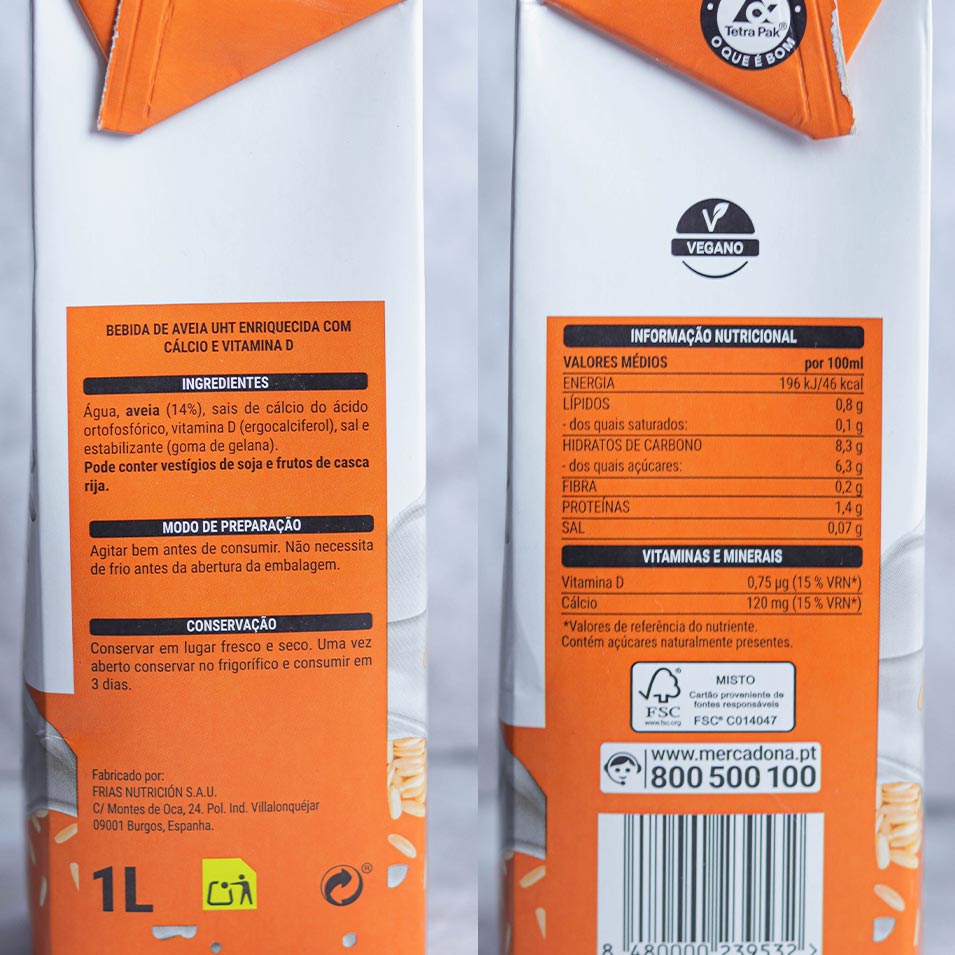 BEBIDA DE AVEIA UHT ENRIQUECIDA COM
CÁLCIO E VITAMINA D
INGREDIENTES
Água, aveia (14%), sais de cálcio do ácido
ortofosfórico, vitamina D (ergocalciferol), sal e
estabilizante (goma de gelana).
Pode conter vestígios de soja e frutos de casca
rija.
MODO DE PREPARAÇÃO
Agitar bem antes de consumir. Não necessita
de frio antes da abertura da embalagem.
CONSERVAÇÃO
Conservar em lugar fresco e seco. Uma vez
aberto conservar no frigorífico e consumir em
3 dias.
Fabricado por:
FRIAS NUTRICIÓN S.A.U.
C/ Montes de Oca, 24. Pol. Ind. Villalonquéjar
09001 Burgos, Espanha.
1L
®
Tetra Pak®
O QUE É BOM
VEGANO
INFORMAÇÃO NUTRICIONAL
VALORES MÉDIOS por 100ml
ENERGIA 196 kJ/46 kcal
LÍPIDOS 0,8 g
- dos quais saturados: 0,1 g
HIDRATOS DE CARBONO 8,3 g
- dos quais açúcares: 6,3 g
FIBRA 0,2 g
PROTEÍNAS 1,4 g
SAL 0,07 g
VITAMINAS E MINERAIS
Vitamina D 0,75 µg (15 % VRN*)
Cálcio 120 mg (15 % VRN*)
*Valores de referência do nutriente.
Contém açúcares naturalmente presentes.
®
FSC
www.fsc.org
MISTO
Cartão proveniente de
fontes responsáveis
FSC® C014047
www.mercadona.pt
800 500 100
8 480000 239532 >